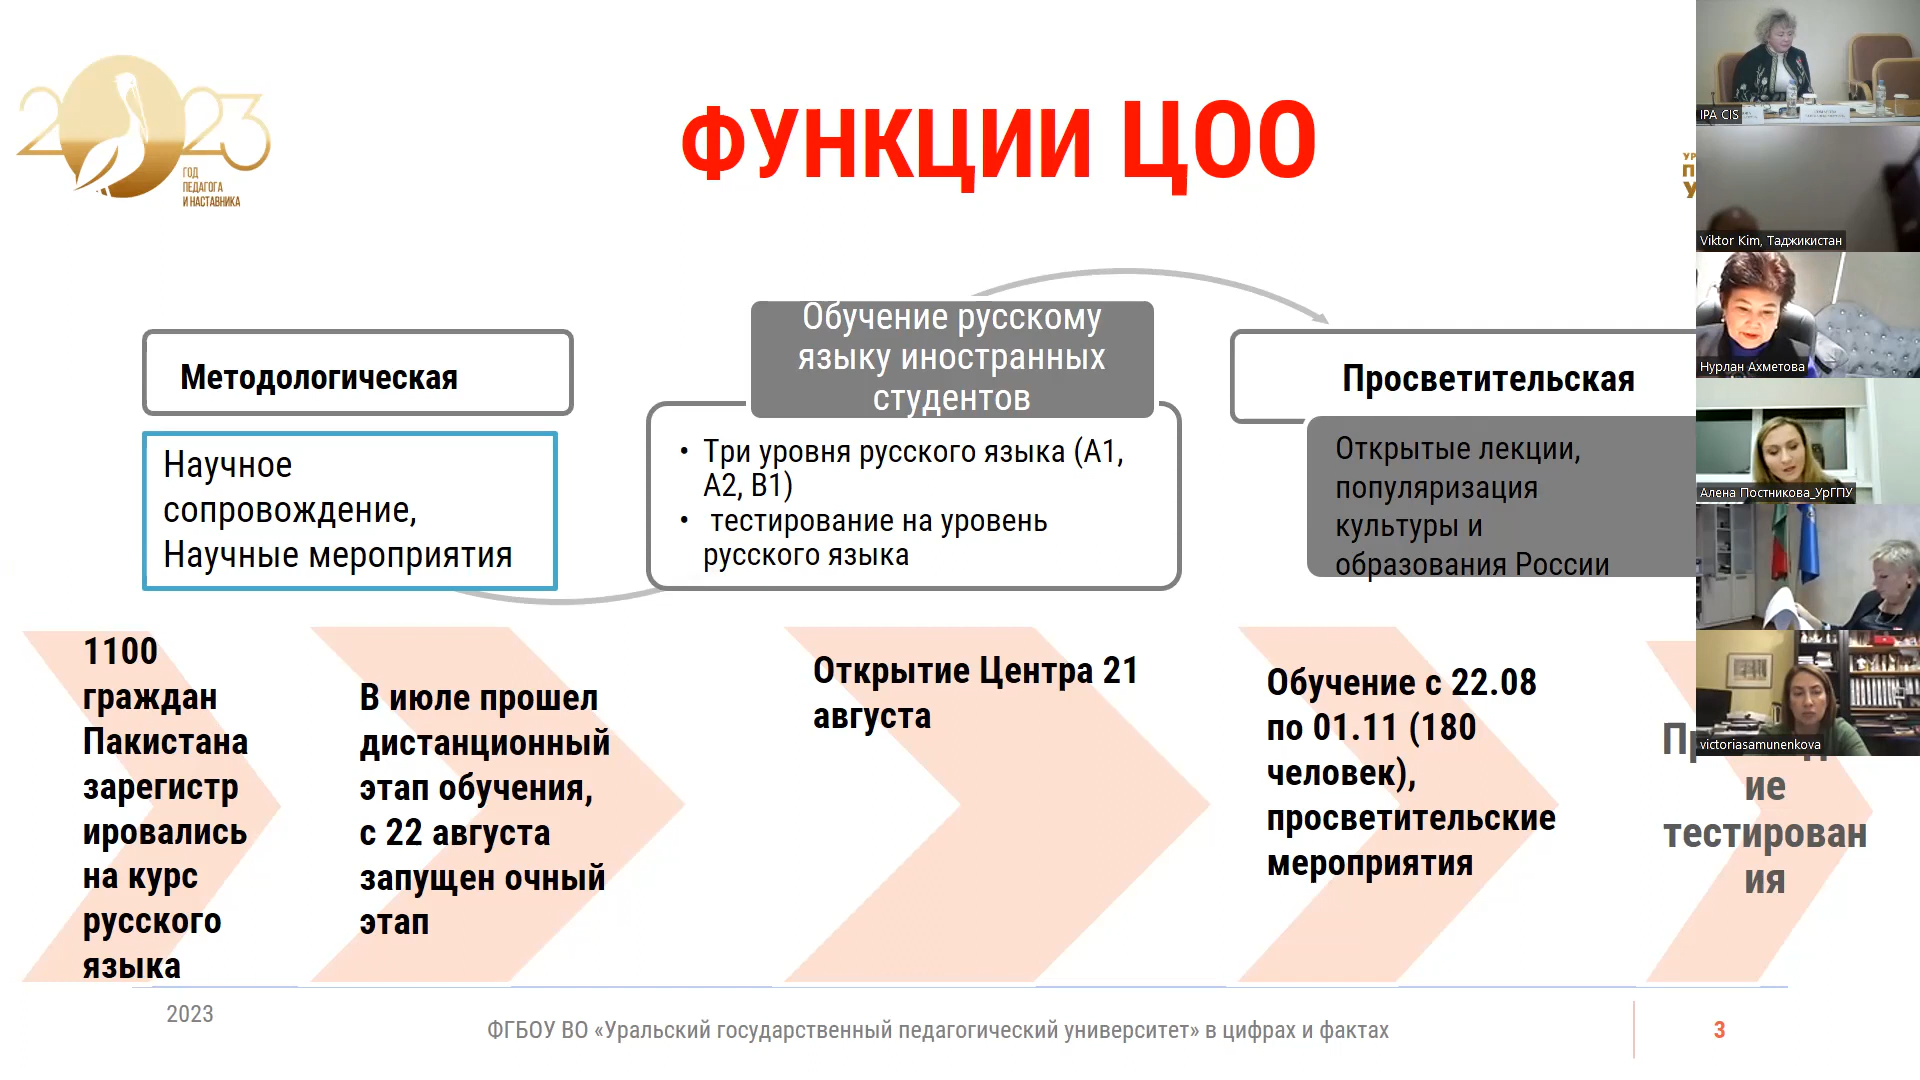 2023
ГОД
ПЕДАГОГА
И НАСТАВНИКА
ФУНКЦИИ ЦОО
Методологическая
Научное
сопровождение,
Научные мероприятия
Обучение русскому
языку иностранных
студентов
• Три уровня русского языка (А1,
А2, В1)
• тестирование на уровень
русского языка
Просветительская
Открытые лекции,
популяризация
культуры и
образования России
1100
граждан
Пакистана
зарегистр
ировались
на курс
русского
языка
В июле прошел
дистанционный
этап обучения,
с 22 августа
запущен очный
этап
Открытие Центра 21
августа
Обучение с 22.08
по 01.11 (180
человек),
просветительские
мероприятия
ие
тестирован
ия
2023
ФГБОУ ВО «Уральский государственный педагогический университет» в цифрах и фактах
3
IPA CIS
Viktor Kim, Таджикистан
Нурлан Ахметова
Алена Постникова_УрГПУ
victoriasamunenkova